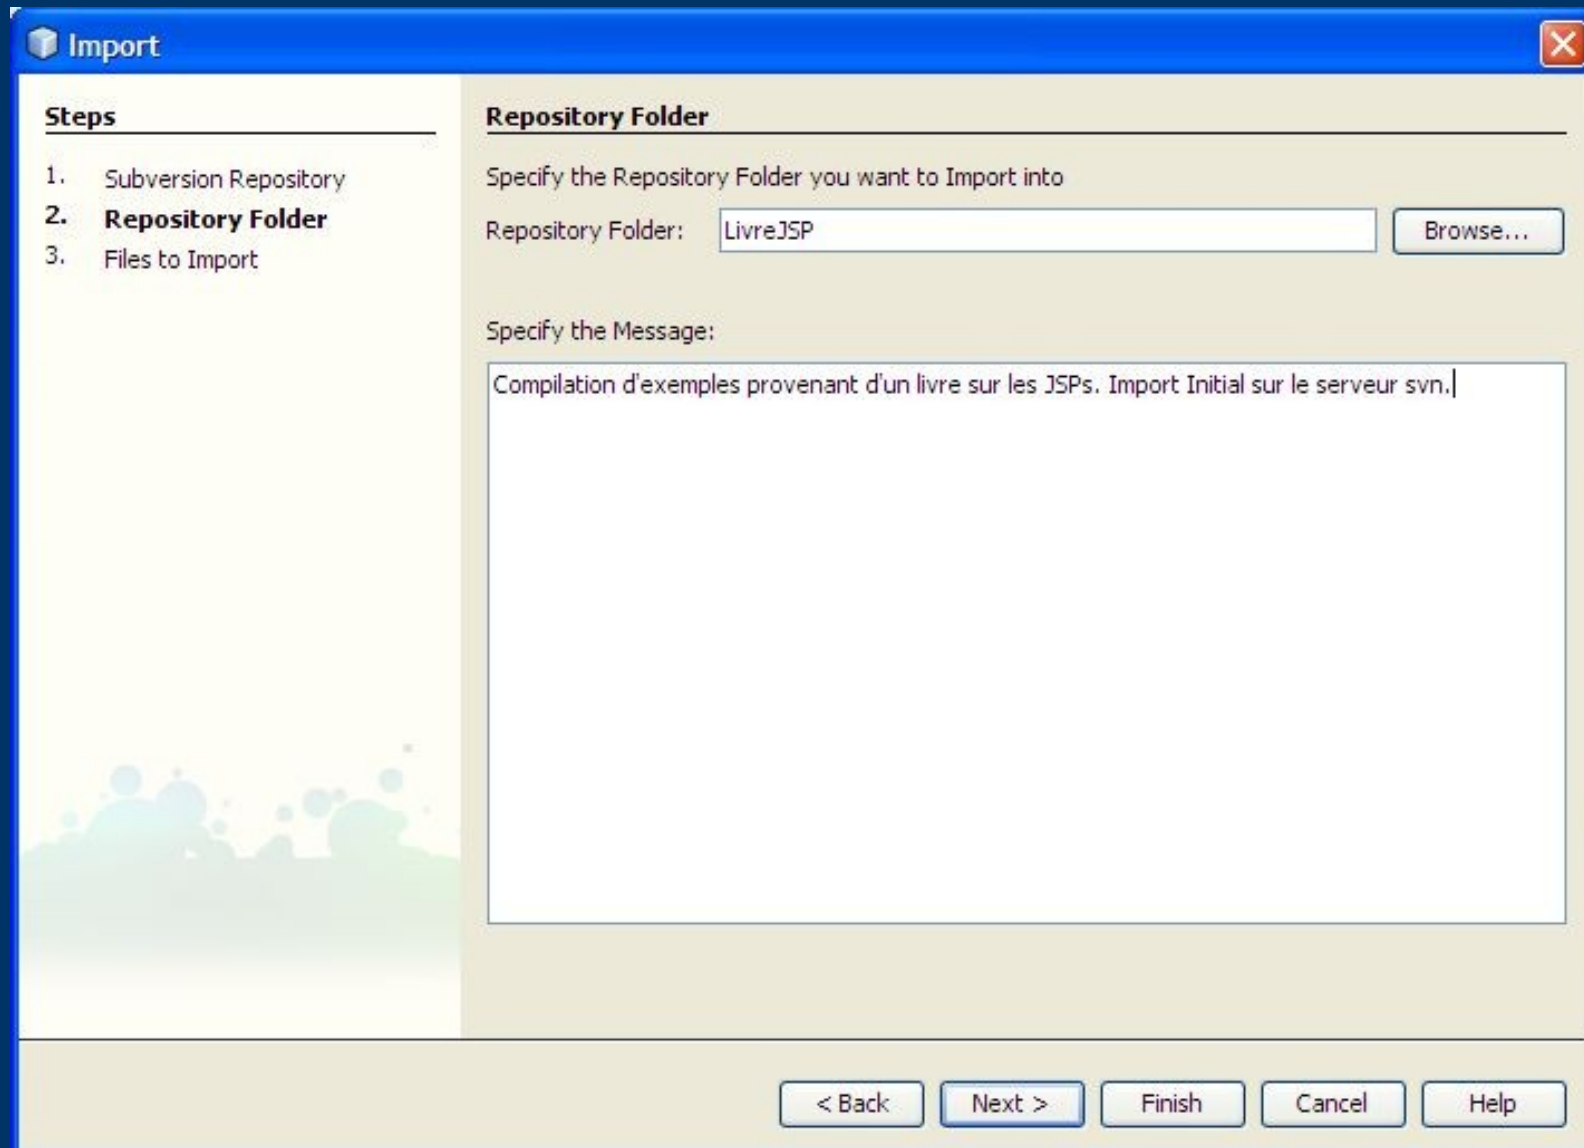 Import
Steps
1. Subversion Repository
2. Repository Folder
3. Files to Import
Repository Folder
Specify the Repository Folder you want to Import into
Repository Folder: LivreJSP Browse...
Specify the Message:
Compilation d'exemples provenant d'un livre sur les JSPs. Import Initial sur le serveur svn.
< Back Next > Finish Cancel Help